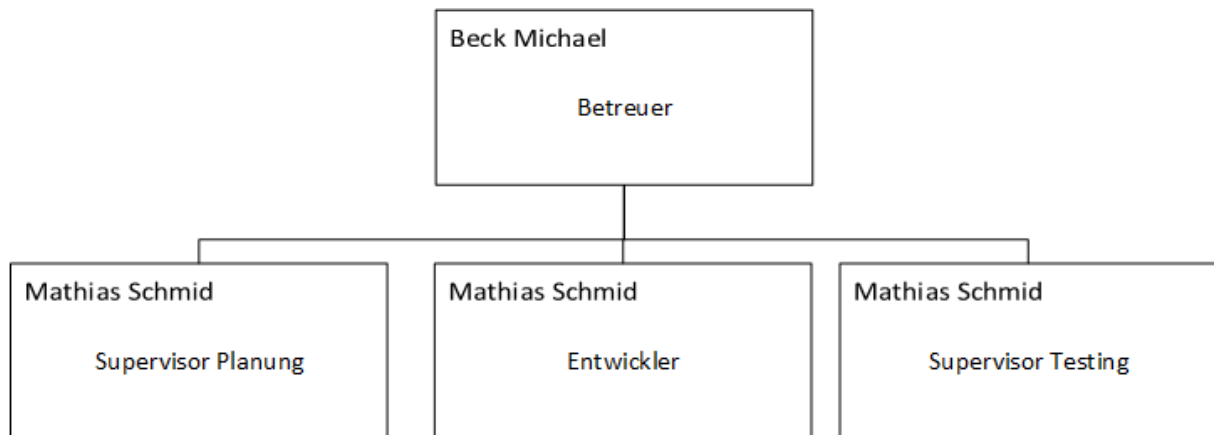 Beck Michael
Betreuer
Mathias Schmid
Supervisor Planung
Mathias Schmid
Entwickler
Mathias Schmid
Supervisor Testing